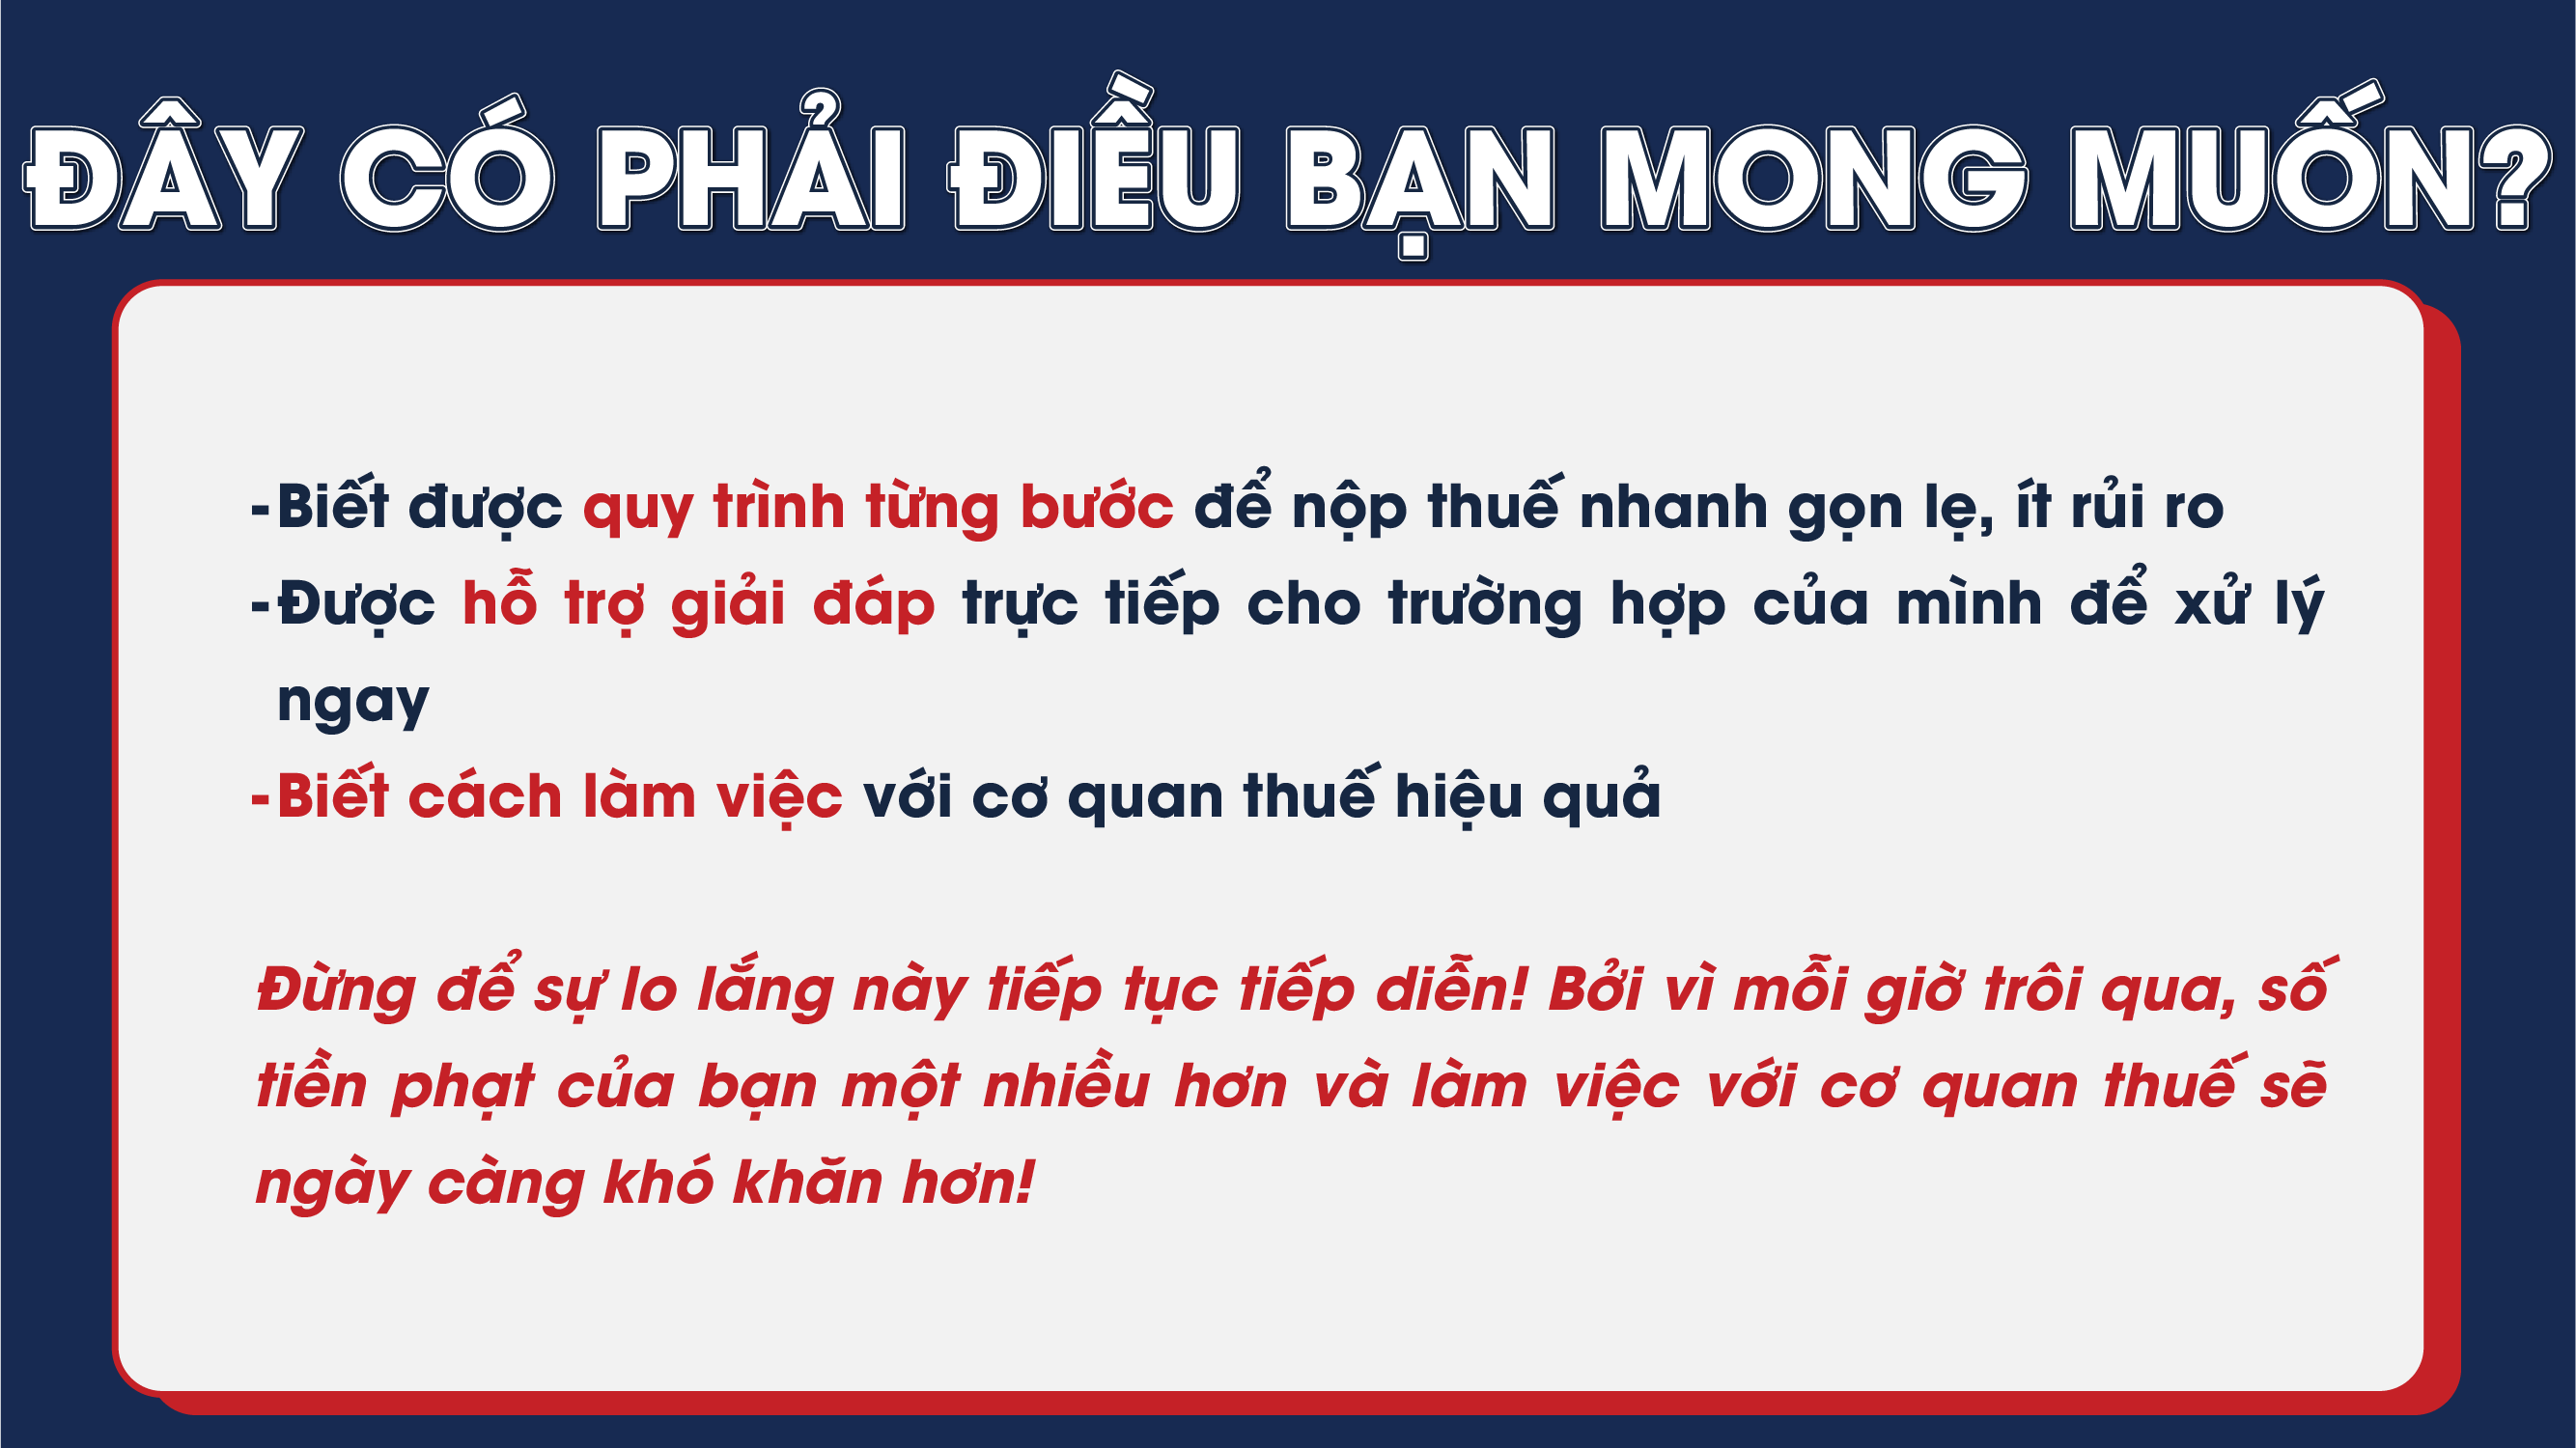 ĐÂY CÓ PHẢI ĐIỀU BẠN MONG MUỐN?
-Biết được quy trình từng bước để nộp thuế nhanh gọn lẹ, ít rủi ro
-Được hỗ trợ giải đáp trực tiếp cho trường hợp của mình để xử lý
ngay
-Biết cách làm việc với cơ quan thuế hiệu quả
Đừng để sự lo lắng này tiếp tục tiếp diễn! Bởi vì mỗi giờ trôi qua, số
tiền phạt của bạn một nhiều hơn và làm việc với cơ quan thuế sẽ
ngày càng khó khăn hơn!